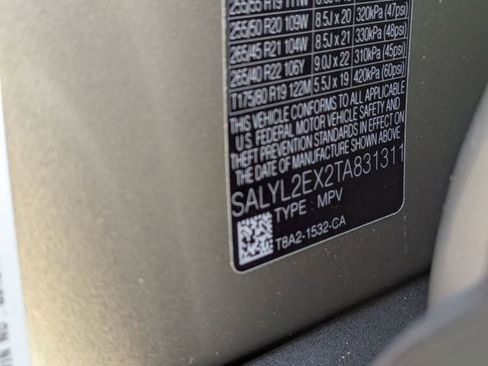 255/50 R20 109W 8.5J x 20 320kPa (47psi)
265/45 R21 104W 8.5J x 21 330kPa (48psi)
265/40 R22 106Y 9.0J x 22 310kPa (45psi)
T175/80 R19 122M 5.5J x 19 420kPa (60psi)
THIS VEHICLE CONFORMS TO ALL APPLICABLE
U.S. FEDERAL MOTOR VEHICLE SAFETY AND
THEFT PREVENTION STANDARDS IN EFFECT ON
THE DATE OF MANUFACTURE SHOWN ABOVE.
SALYL2EX2TA831311
TYPE : MPV
T8A2-1532-CA